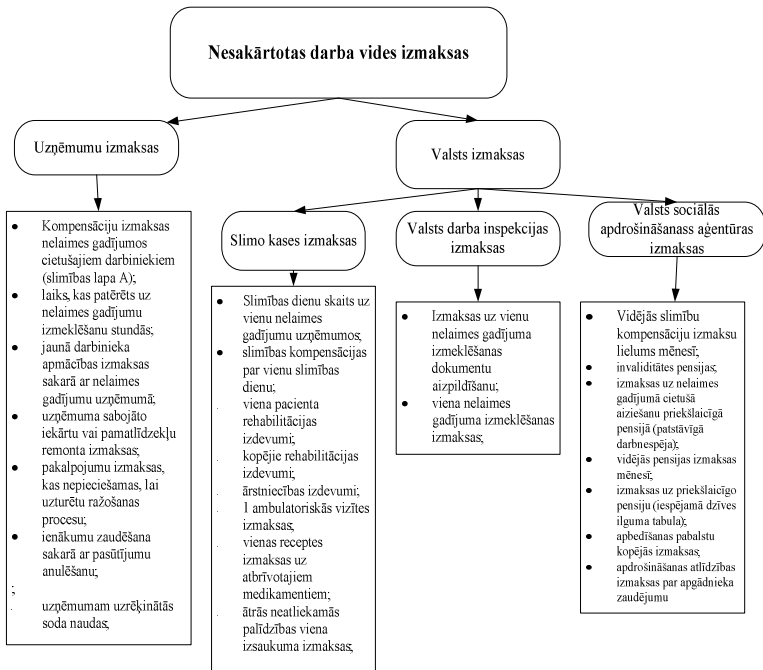 Nesakārtotas darba vides izmaksas
Uzņēmumu izmaksas
Valsts izmaksas
• Kompensāciju izmaksas
nelaimes gadījumos
cietušajiem darbiniekiem
(slimības lapa A);
• laiks, kas patērēts uz
nelaimes gadījumu
izmeklēšanu stundās;
• jaunā darbinieka
apmācības izmaksas
sakarā ar nelaimes
gadījumu uzņēmumā;
• uzņēmuma sabojāto
iekārtu vai pamatlīdzekļu
remonta izmaksas;
• pakalpojumu izmaksas,
kas nepieciešamas, lai
uzturētu ražošanas
procesu;
• ienākumu zaudēšana
sakarā ar pasūtījumu
anulēšanu;
;
. uzņēmumam uzrēķinātās
soda naudas;
Slimo kases izmaksas
• Slimības dienu skaits uz
vienu nelaimes
gadījumu uzņēmumos;
• slimības kompensācijas
par vienu slimības
dienu;
. viena pacienta
rehabilitācijas
izdevumi;
. kopējie rehabilitācijas
izdevumi;
. ārstniecības izdevumi;
. 1 ambulatoriskās vizītes
izmaksas;
. vienas receptes
izmaksas uz
atbrīvotajiem
medikamentiem;
. ātrās neatliekamās
palīdzības viena
izsaukuma izmaksas;
Valsts darba inspekcijas
izmaksas
• Izmaksas uz vienu
nelaimes gadījuma
izmeklēšanas
dokumentu
aizpildīšanu;
• viena nelaimes
gadījuma izmeklēšanas
izmaksas;
Valsts sociālās
apdrošināšanass aģentūras
izmaksas
• Vidējās slimību
kompensāciju izmaksu
lielums mēnesī;
• invaliditātes pensijas;
• izmaksas uz nelaimes
gadījumā cietušā
aiziešanu priekšlaicīgā
pensijā (patstāvīgā
darbnespēja);
• vidējās pensijas izmaksas
mēnesī;
• izmaksas uz priekšlaicīgo
pensiju (iespējamā dzīves
ilguma tabula);
• apbedīšanas pabalstu
kopējās izmaksas;
• apdrošināšanas atlīdzības
izmaksas par apgādnieka
zaudējumu